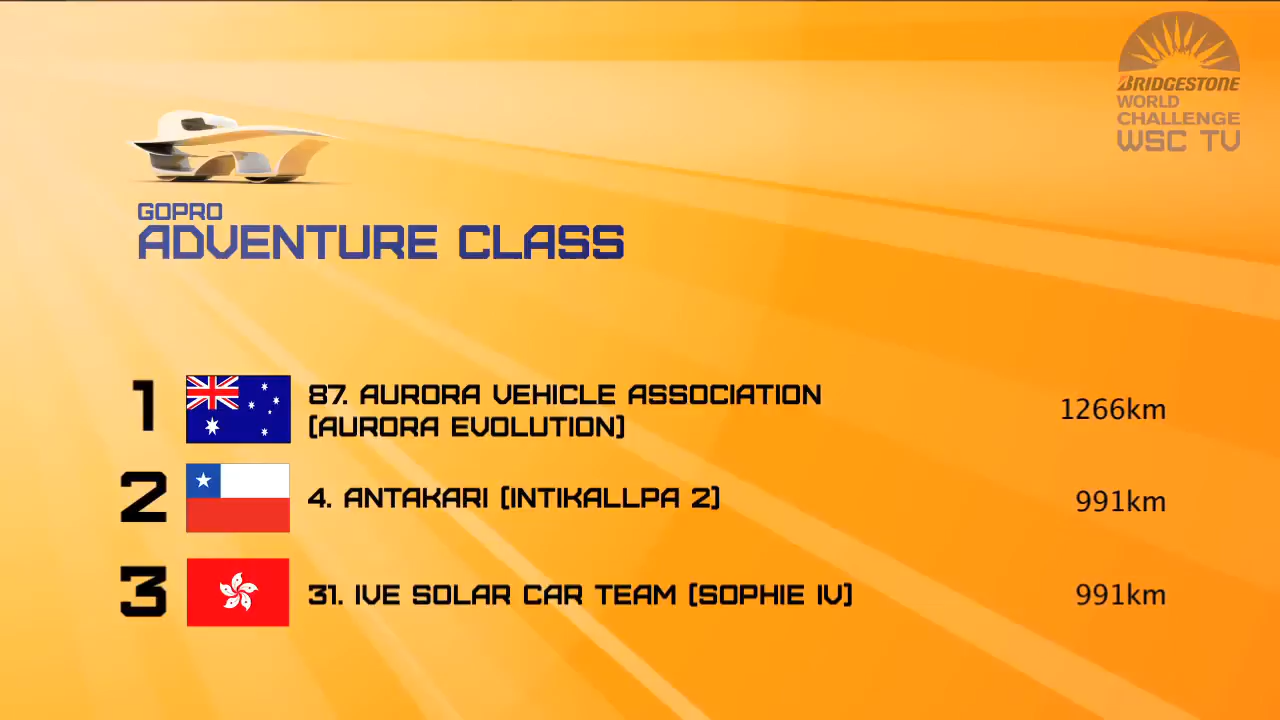 BRIDGESTONE
WORLD
CHALLENGE
WSC TV
GOPRO
ADVENTURE CLASS
1
87. AURORA VEHICLE ASSOCIATION
(AURORA EVOLUTION)
1266km
2
4. ANTAKARI (INTIKALLPA 2)
991km
3
31. IVE SOLAR CAR TEAM (SOPHIE IV)
991km